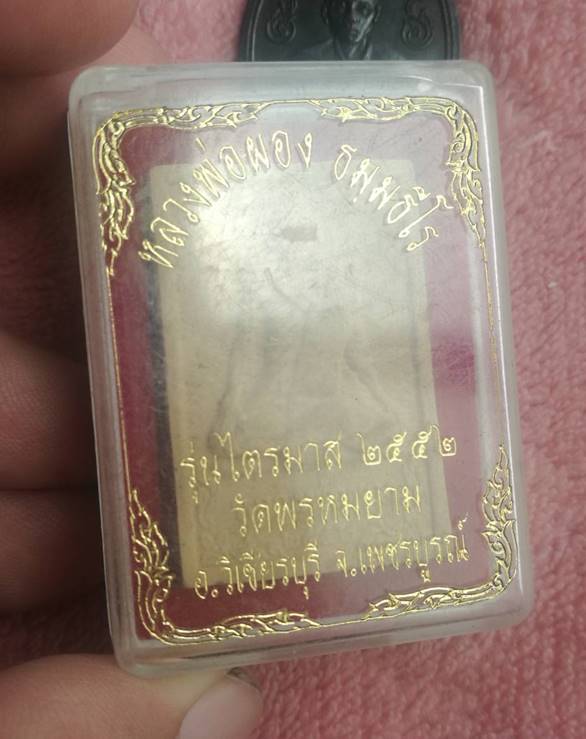 หลวงพ่อผอง ธมฺมธีโร
รุ่นไตรมาส ๒๕๕๒
วัดพรหมยาม
อ.วิเชียรบุรี จ.เพชรบูรณ์